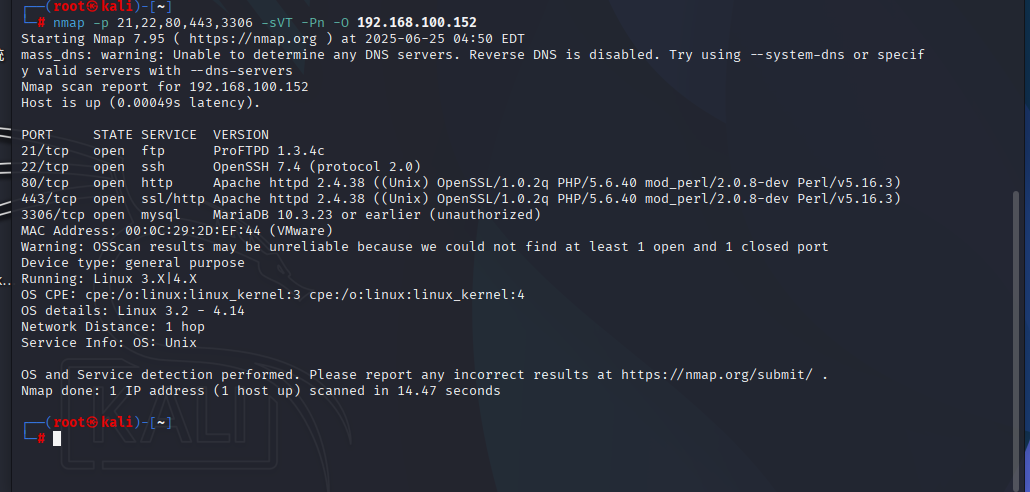 ┌──(root㉿kali)-[~]
└─# nmap -p 21,22,80,443,3306 -sVT -Pn -O 192.168.100.152
Starting Nmap 7.95 ( https://nmap.org ) at 2025-06-25 04:50 EDT
mass_dns: warning: Unable to determine any DNS servers. Reverse DNS is disabled. Try using --system-dns or specif
y valid servers with --dns-servers
Nmap scan report for 192.168.100.152
Host is up (0.00049s latency).
PORT     STATE SERVICE  VERSION
21/tcp   open  ftp      ProFTPD 1.3.4c
22/tcp   open  ssh      OpenSSH 7.4 (protocol 2.0)
80/tcp   open  http     Apache httpd 2.4.38 ((Unix) OpenSSL/1.0.2q PHP/5.6.40 mod_perl/2.0.8-dev Perl/v5.16.3)
443/tcp  open  ssl/http Apache httpd 2.4.38 ((Unix) OpenSSL/1.0.2q PHP/5.6.40 mod_perl/2.0.8-dev Perl/v5.16.3)
3306/tcp open  mysql    MariaDB 10.3.23 or earlier (unauthorized)
MAC Address: 00:0C:29:2D:EF:44 (VMware)
Warning: OSScan results may be unreliable because we could not find at least 1 open and 1 closed port
Device type: general purpose
Running: Linux 3.X|4.X
OS CPE: cpe:/o:linux:linux_kernel:3 cpe:/o:linux:linux_kernel:4
OS details: Linux 3.2 - 4.14
Network Distance: 1 hop
Service Info: OS: Unix
OS and Service detection performed. Please report any incorrect results at https://nmap.org/submit/ .
Nmap done: 1 IP address (1 host up) scanned in 14.47 seconds
┌──(root㉿kali)-[~]
└─#
KALI